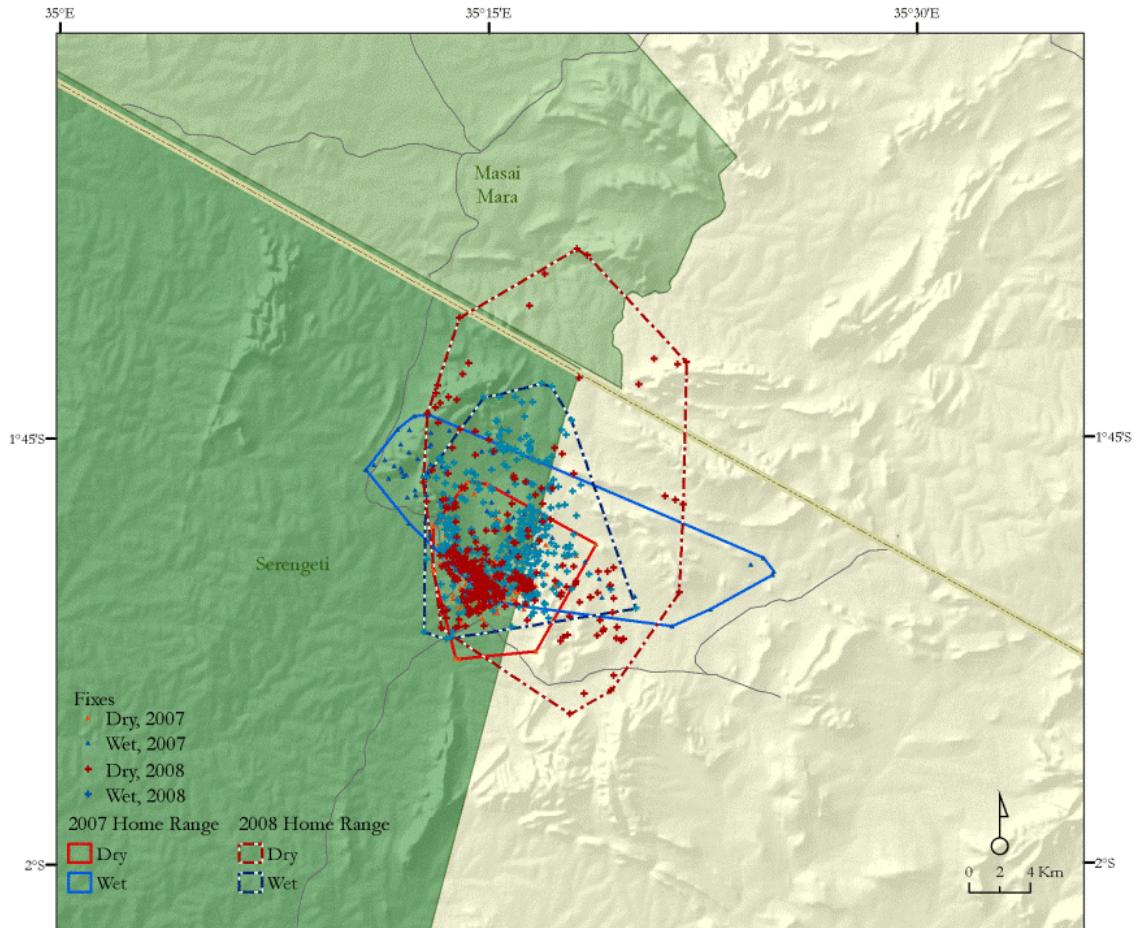 35°E
35°15'E
35°30'E
Masai
Mara
1°45'S
1°45'S
Serengeti
Fixes
Dry, 2007
Wet, 2007
Dry, 2008
Wet, 2008
2007 Home Range
2008 Home Range
Dry
Dry
Wet
Wet
2°S
2°S
0 2 4 Km